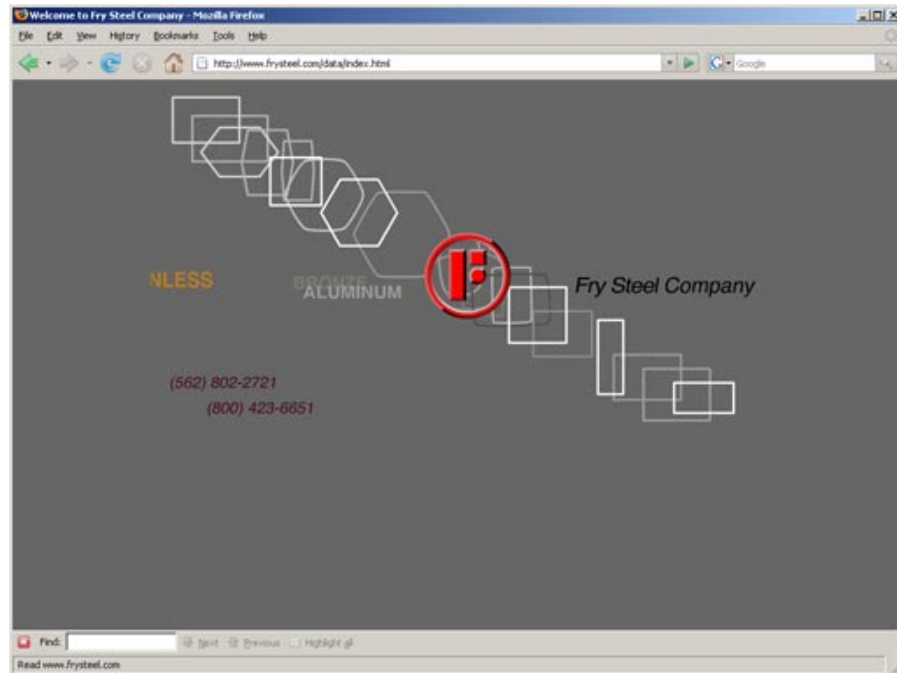 Welcome to Fry Steel Company - Mozilla Firefox
File Edit View History Bookmarks Tools Help
http://www.frysteel.com/data/index.html
Google
NLESS
BRONZE
ALUMINUM
Fry Steel Company
(562) 802-2721
(800) 423-6651
Find: Next Previous Highlight all
Read www.frysteel.com